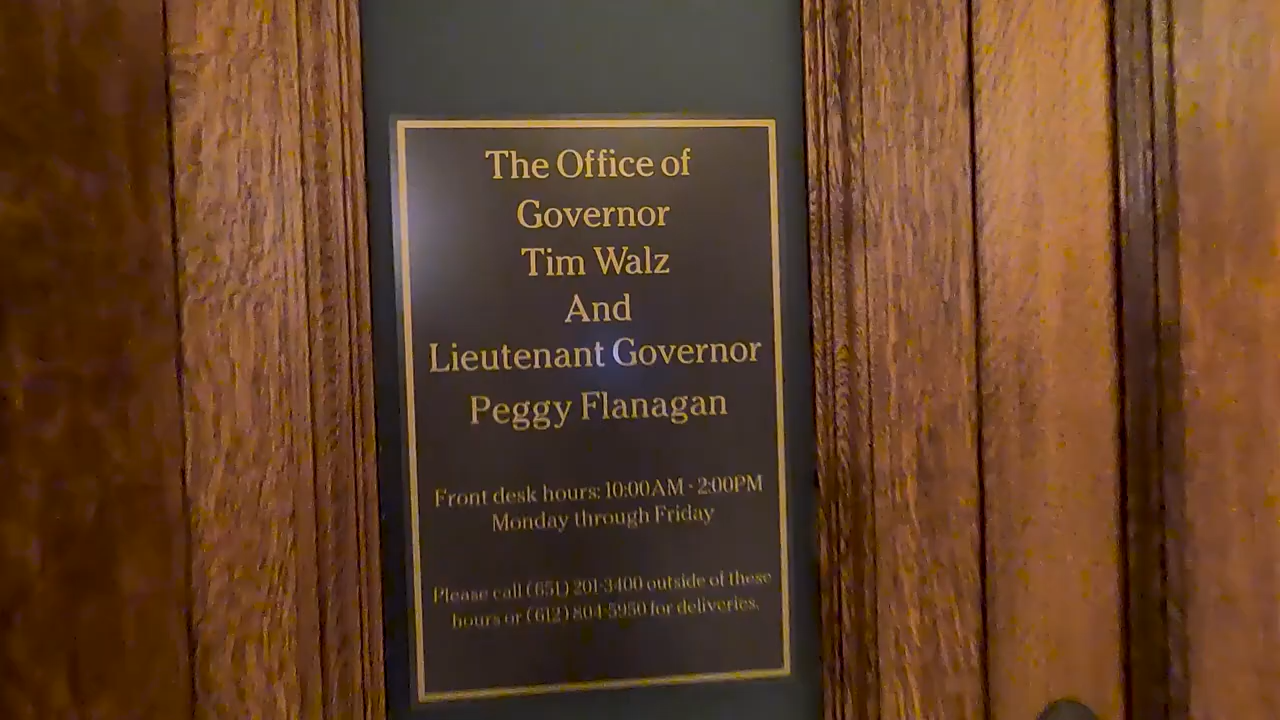 The Office of
Governor
Tim Walz
And
Lieutenant Governor
Peggy Flanagan
Front desk hours: 10:00AM - 2:00PM
Monday through Friday
Please call (651) 201-3400 outside of these
hours or (612) 804-5950 for deliveries.